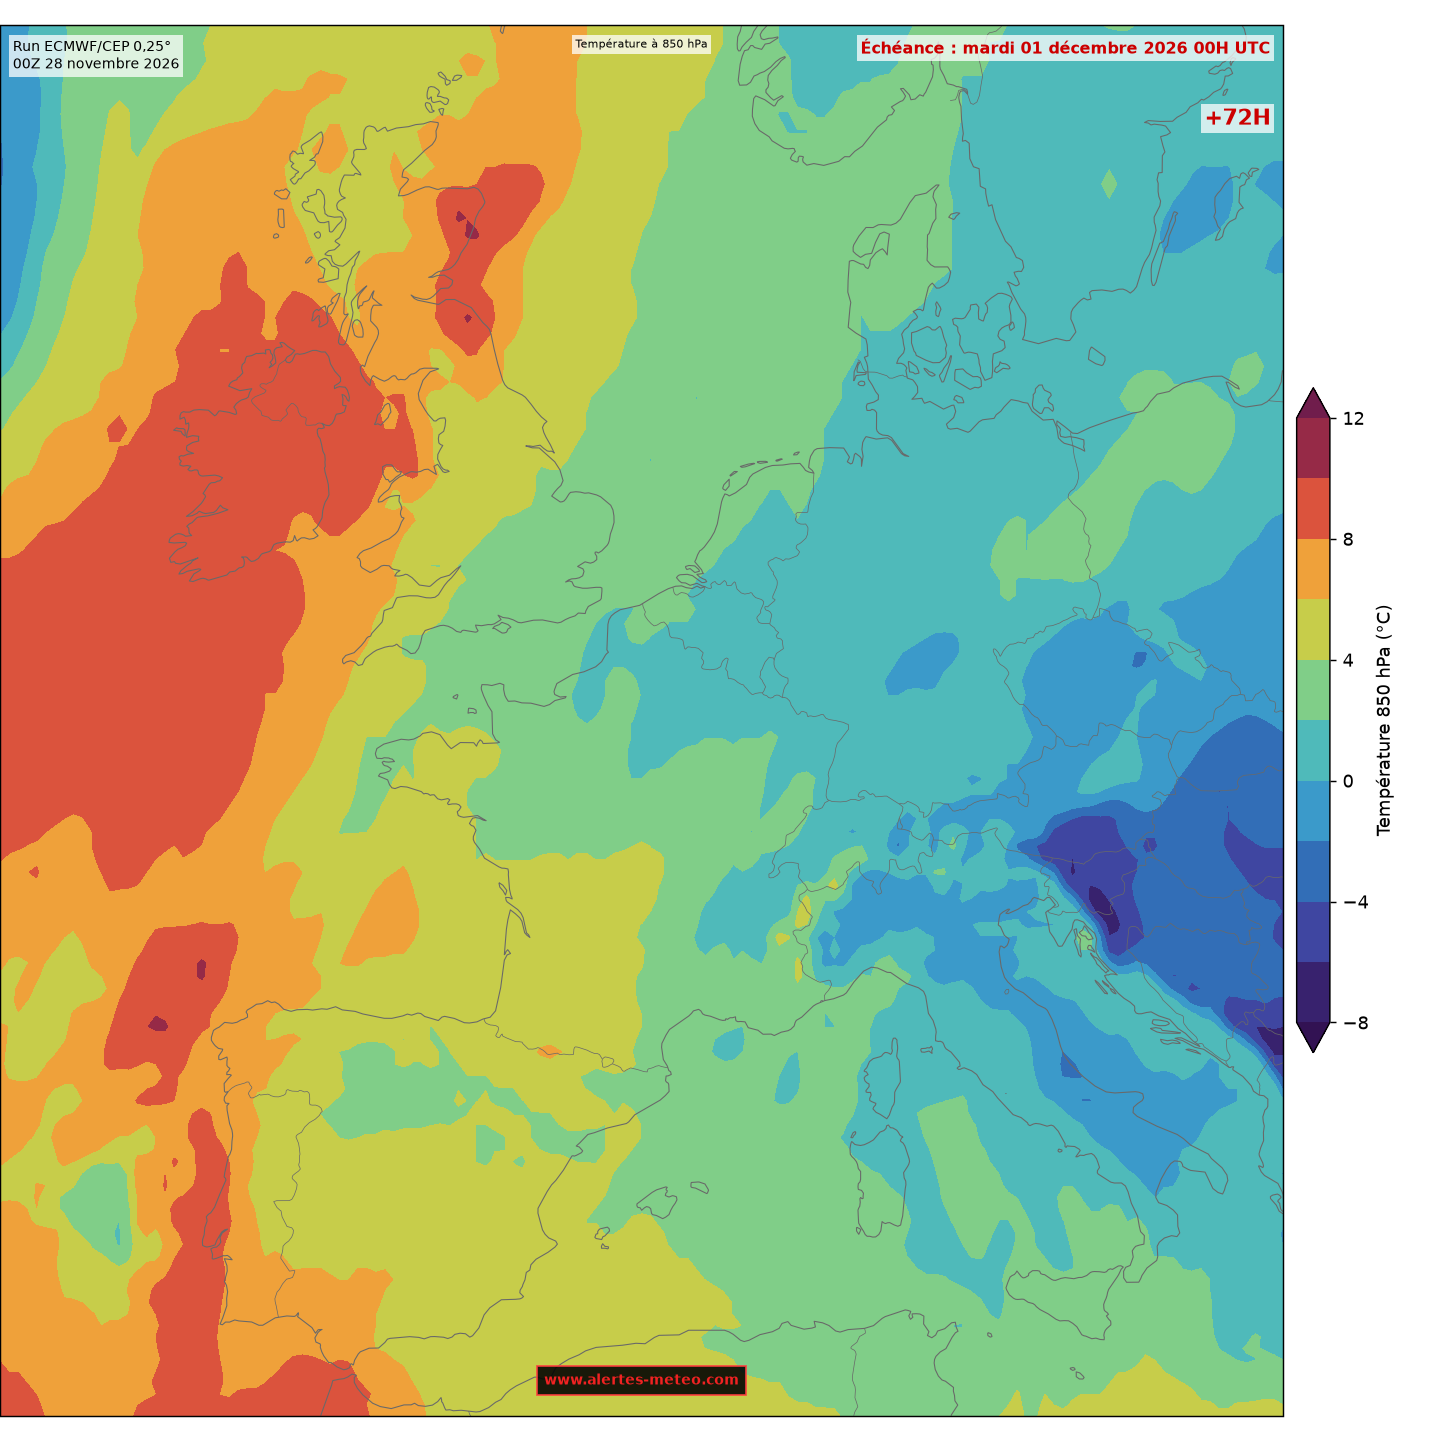 Run ECMWF/CEP 0,25°
00Z 28 novembre 2026
Température à 850 hPa
Échéance : mardi 01 décembre 2026 00H UTC
+72H
12
8
4
0
−4
−8
Température 850 hPa (°C)
www.alertes-meteo.com